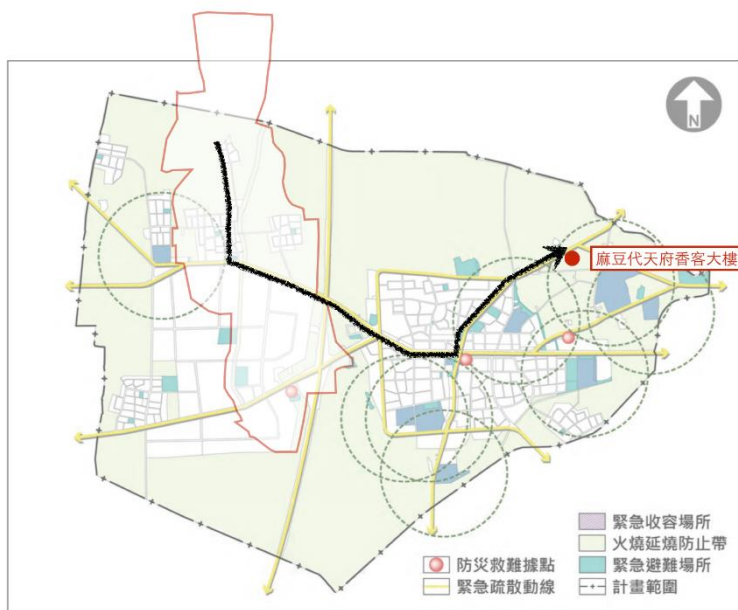 N
麻豆代天府香客大樓
緊急收容場所
火燒延燒防止帶
防災救難據點
緊急避難場所
緊急疏散動線
計畫範圍